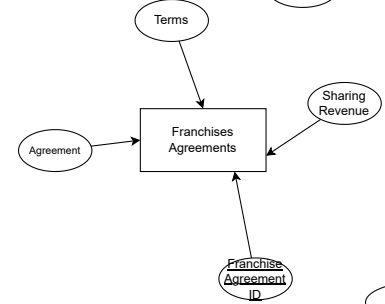 Terms
Sharing
Revenue
Franchises
Agreements
Agreement
Franchise
Agreement
ID